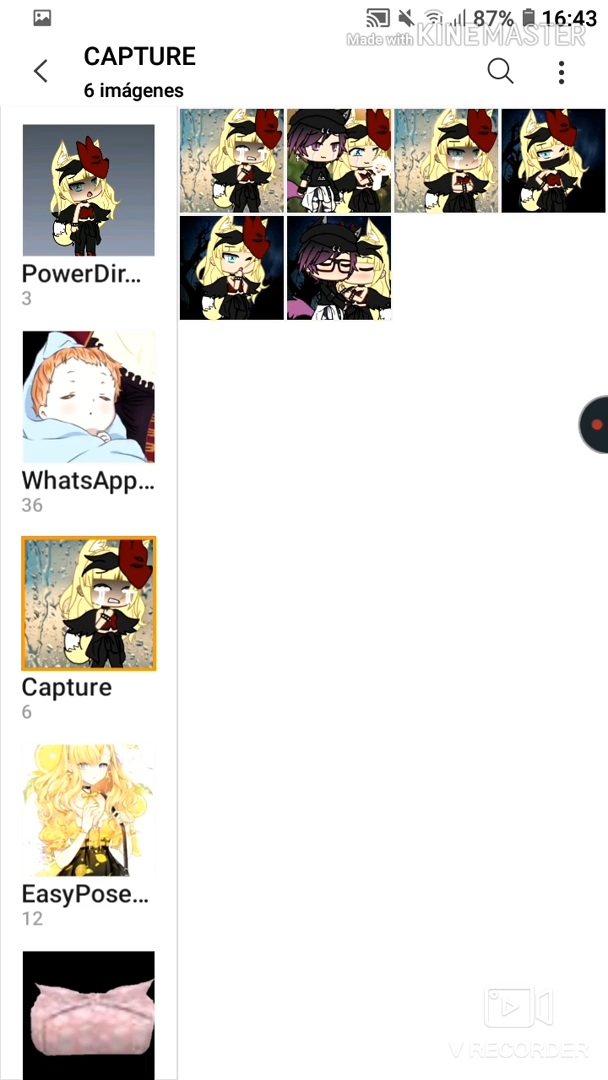 87% 16:43
Made with KINEMASTER
CAPTURE
6 imágenes
PowerDir...
3
WhatsApp...
36
Capture
6
EasyPose...
12
V RECORDER